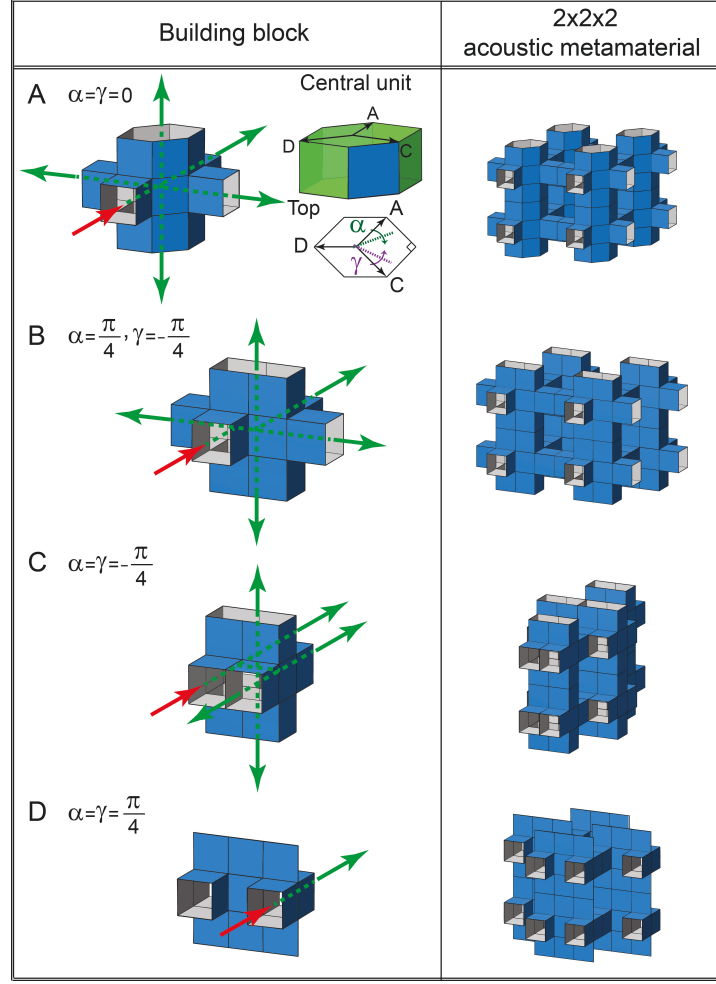 Building block
2x2x2
acoustic metamaterial
A α=γ=0
Central unit
A
D
C
Top
A
α
D
γ
C
B α=π/4, γ=-π/4
C α=γ=-π/4
D α=γ=π/4